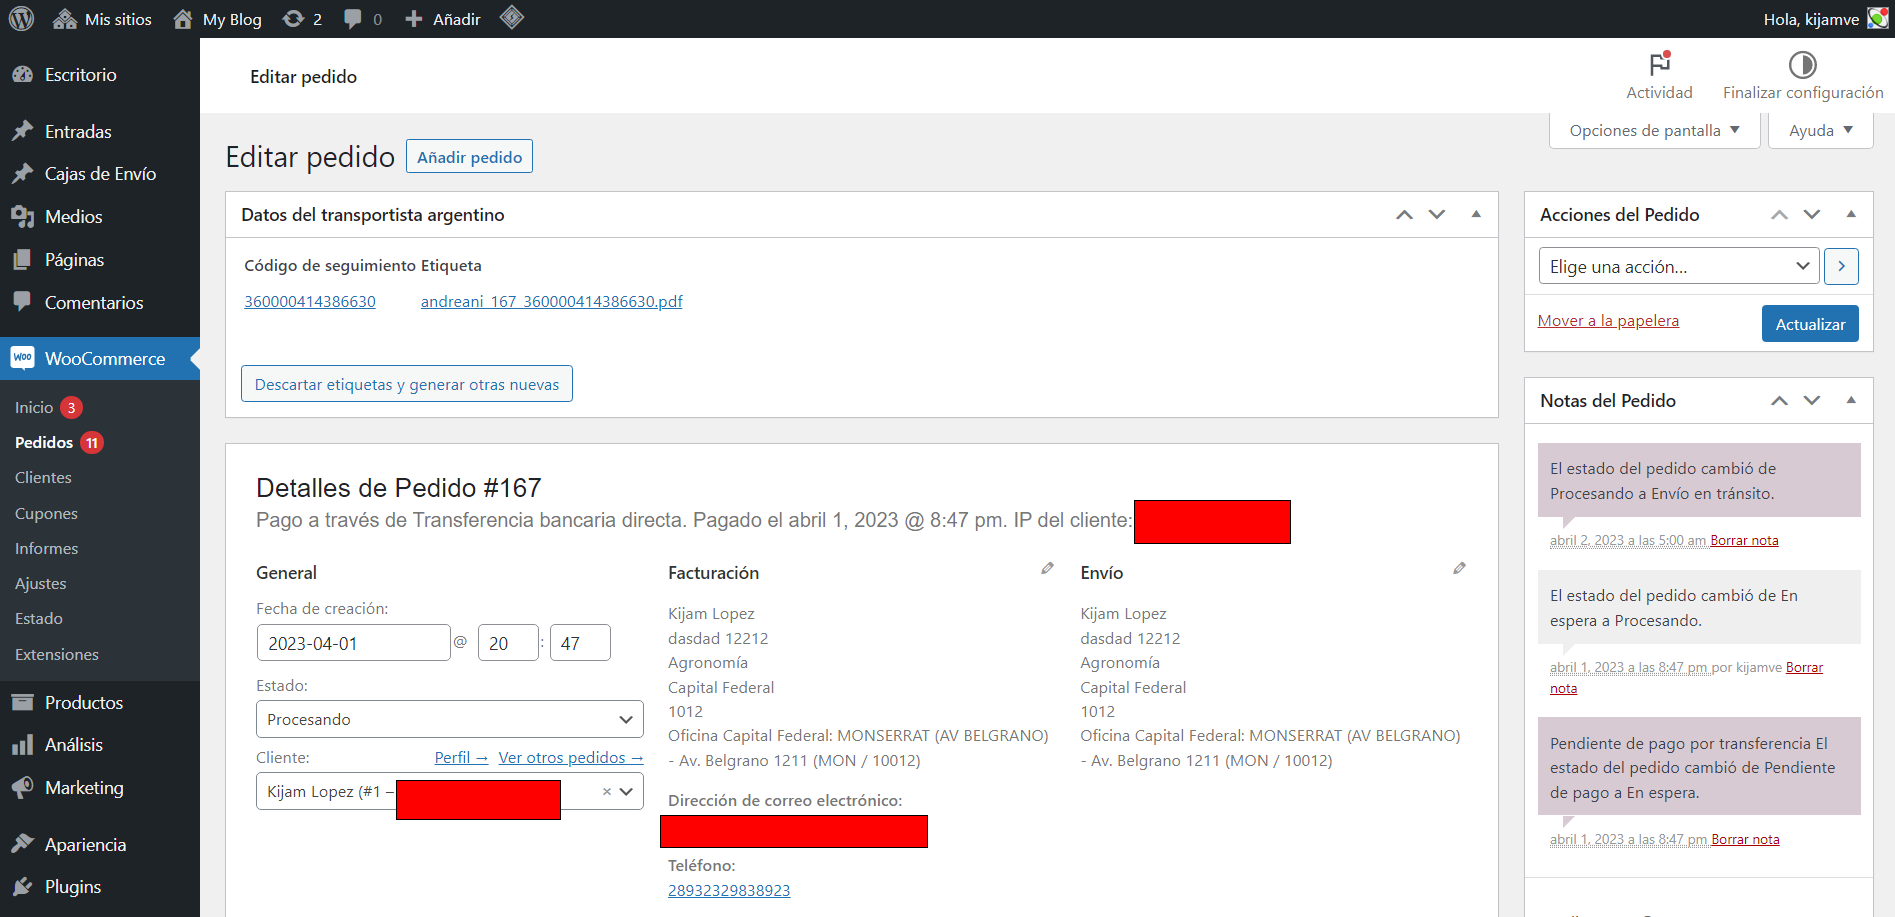 Mis sitios
My Blog
2
0
Añadir
Hola, kijamve
Escritorio
Entradas
Cajas de Envío
Medios
Páginas
Comentarios
woo WooCommerce
Inicio 3
Pedidos 11
Clientes
Cupones
Informes
Ajustes
Estado
Extensiones
Productos
Análisis
Marketing
Apariencia
Plugins
Editar pedido
Actividad
Finalizar configuración
Opciones de pantalla
Ayuda
Editar pedido
Añadir pedido
Datos del transportista argentino
Código de seguimiento Etiqueta
360000414386630 andreani_167_360000414386630.pdf
Descartar etiquetas y generar otras nuevas
Detalles de Pedido #167
Pago a través de Transferencia bancaria directa. Pagado el abril 1, 2023 @ 8:47 pm. IP del cliente:
General
Fecha de creación:
2023-04-01 @ 20 : 47
Estado:
Procesando
Cliente: Perfil → Ver otros pedidos →
Kijam Lopez (#1 – ×
Facturación
Kijam Lopez
dasdad 12212
Agronomía
Capital Federal
1012
Oficina Capital Federal: MONSERRAT (AV BELGRANO)
- Av. Belgrano 1211 (MON / 10012)
Dirección de correo electrónico:
Teléfono:
28932329838923
Envío
Kijam Lopez
dasdad 12212
Agronomía
Capital Federal
1012
Oficina Capital Federal: MONSERRAT (AV BELGRANO)
- Av. Belgrano 1211 (MON / 10012)
Acciones del Pedido
Elige una acción...
Mover a la papelera
Actualizar
Notas del Pedido
El estado del pedido cambió de
Procesando a Envío en tránsito.
abril 2, 2023 a las 5:00 am Borrar nota
El estado del pedido cambió de En
espera a Procesando.
abril 1, 2023 a las 8:47 pm por kijamve Borrar
nota
Pendiente de pago por transferencia El
estado del pedido cambió de Pendiente
de pago a En espera.
abril 1, 2023 a las 8:47 pm Borrar nota